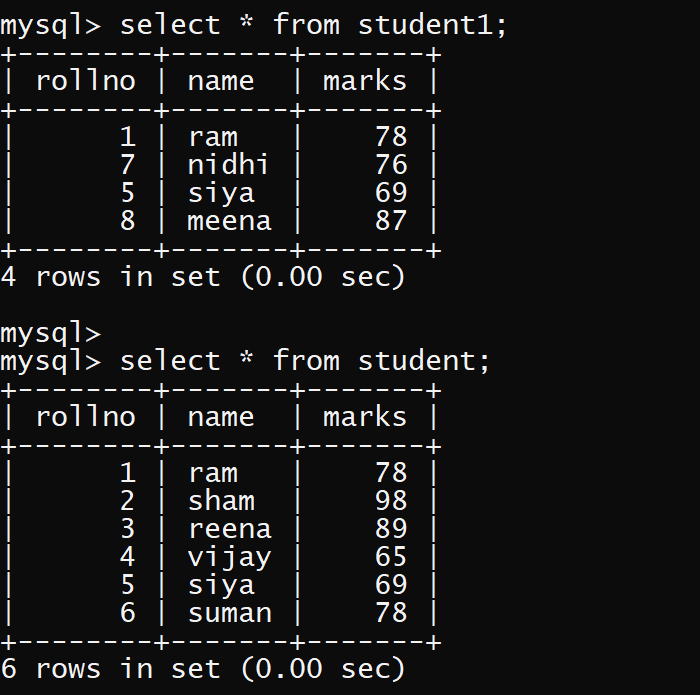 mysql> select * from student1;
+--------+-------+-------+
| rollno | name  | marks |
+--------+-------+-------+
|      1 | ram   |    78 |
|      7 | nidhi |    76 |
|      5 | siya  |    69 |
|      8 | meena |    87 |
+--------+-------+-------+
4 rows in set (0.00 sec)

mysql>
mysql> select * from student;
+--------+-------+-------+
| rollno | name  | marks |
+--------+-------+-------+
|      1 | ram   |    78 |
|      2 | sham  |    98 |
|      3 | reena |    89 |
|      4 | vijay |    65 |
|      5 | siya  |    69 |
|      6 | suman |    78 |
+--------+-------+-------+
6 rows in set (0.00 sec)